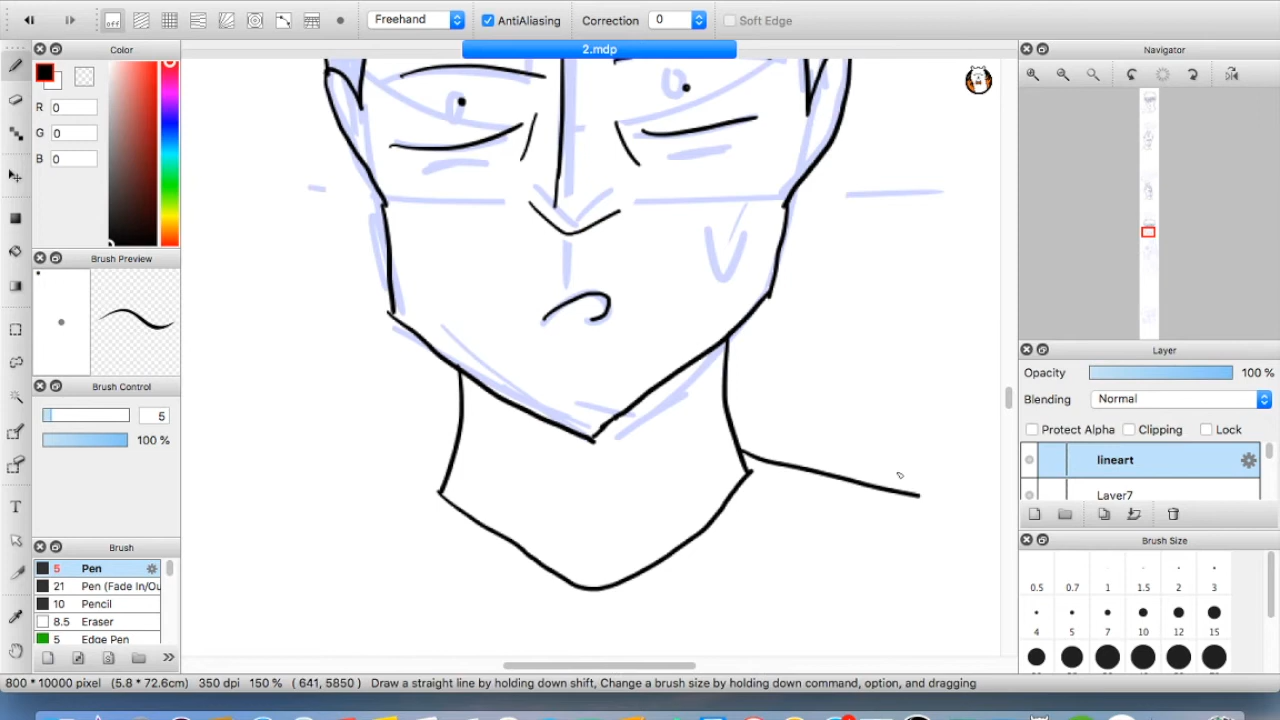 off
Freehand
AntiAliasing
Correction
0
Soft Edge
Color
2.mdp
Navigator
R 0
G 0
B 0
Brush Preview
Brush Control
5
100 %
Brush
5 Pen
21 Pen (Fade In/Ou
10 Pencil
8.5 Eraser
5 Edge Pen
Layer
Opacity 100 %
Blending Normal
Protect Alpha Clipping Lock
lineart
Layer7
Brush Size
0.5 0.7 1 1.5 2 3
4 5 7 10 12 15
800 * 10000 pixel (5.8 * 72.6cm) 350 dpi 150 % ( 641, 5850 ) Draw a straight line by holding down shift, Change a brush size by holding down command, option, and dragging